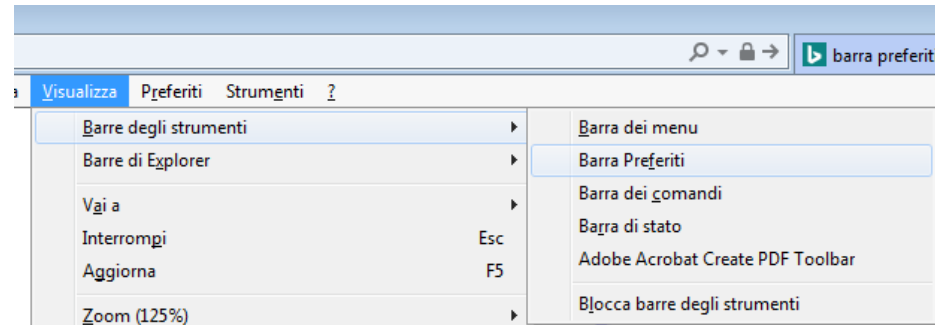 barra preferit
a Visualizza Preferiti Strumenti ?
Barre degli strumenti
Barre di Explorer
Vai a
Interrompi Esc
Aggiorna F5
Zoom (125%)
Barra dei menu
Barra Preferiti
Barra dei comandi
Barra di stato
Adobe Acrobat Create PDF Toolbar
Blocca barre degli strumenti